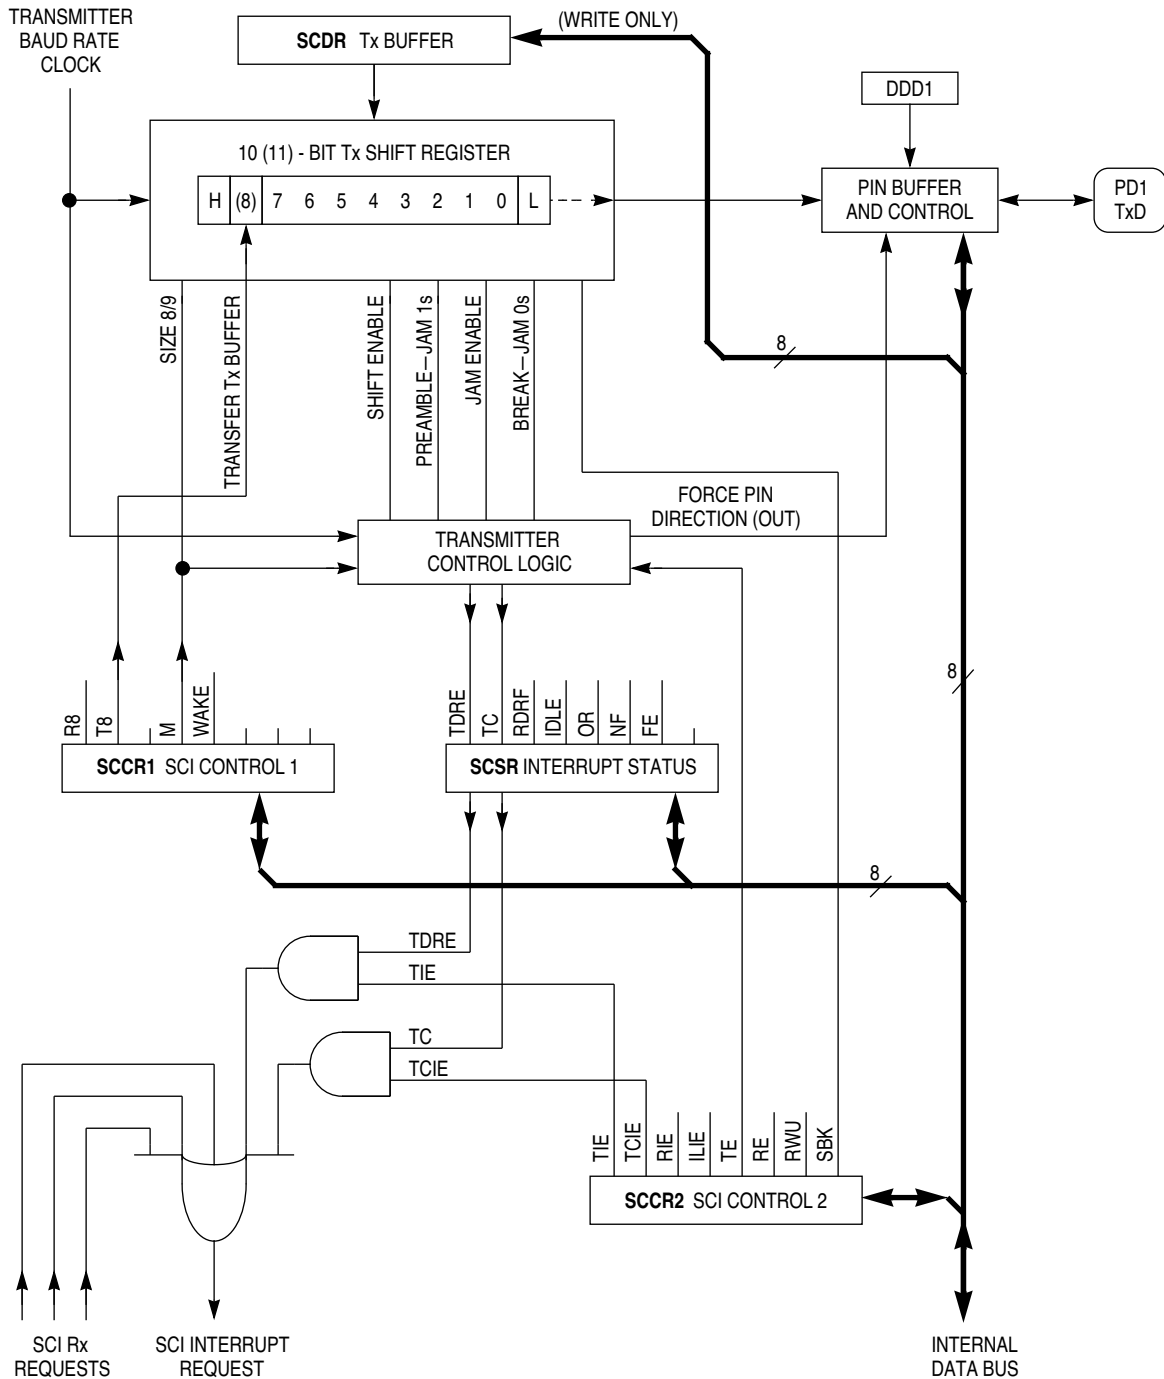 TRANSMITTER
BAUD RATE
CLOCK
SCDR Tx BUFFER
(WRITE ONLY)
DDD1
10 (11) - BIT Tx SHIFT REGISTER
H (8) 7 6 5 4 3 2 1 0 L
PIN BUFFER
AND CONTROL
PD1
TxD
SIZE 8/9
TRANSFER Tx BUFFER
SHIFT ENABLE
PREAMBLE—JAM 1s
JAM ENABLE
BREAK—JAM 0s
8
FORCE PIN
DIRECTION (OUT)
TRANSMITTER
CONTROL LOGIC
8
R8
T8
M
WAKE
TDRE
TC
RDRF
IDLE
OR
NF
FE
SCCR1 SCI CONTROL 1
SCSR INTERRUPT STATUS
8
TDRE
TIE
TC
TCIE
TIE
TCIE
RIE
ILIE
TE
RE
RWU
SBK
SCCR2 SCI CONTROL 2
SCI Rx
REQUESTS
SCI INTERRUPT
REQUEST
INTERNAL
DATA BUS